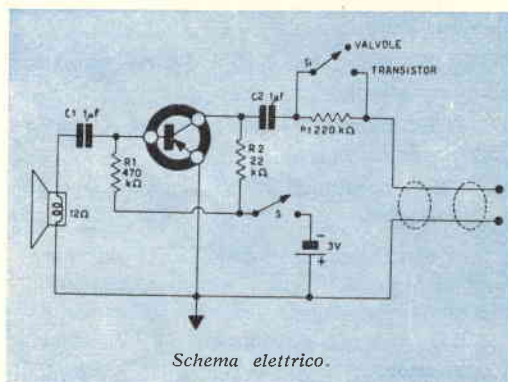 S1
VALVOLE
TRANSISTOR
C1 1µF
C2 1µF
R1 220 kΩ
R1
470
kΩ
R2
22
kΩ
12Ω
S
−
3V
+
Schema elettrico.